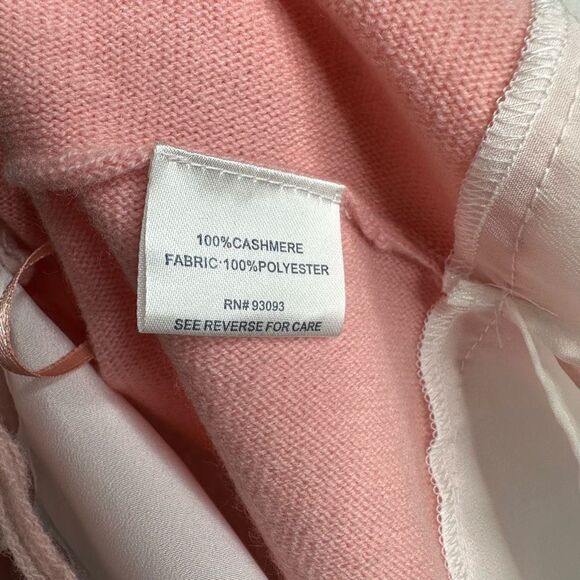 100%CASHMERE
FABRIC·100%POLYESTER
RN# 93093
SEE REVERSE FOR CARE